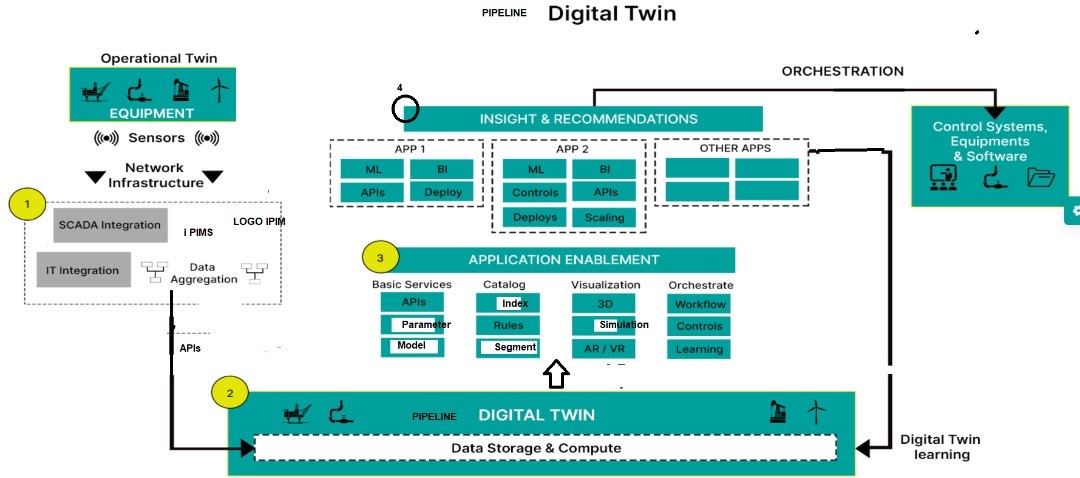 PIPELINE Digital Twin
Operational Twin
EQUIPMENT
Sensors
Network
Infrastructure
1
SCADA Integration
i PIMS
LOGO IPIM
IT Integration
Data
Aggregation
APIs
4
INSIGHT & RECOMMENDATIONS
ORCHESTRATION
Control Systems,
Equipments
& Software
APP 1
ML BI
APIs Deploy
APP 2
ML BI
Controls APIs
Deploys Scaling
OTHER APPS
3
APPLICATION ENABLEMENT
Basic Services
APIs
Parameter
Model
Catalog
Index
Rules
Segment
Visualization
3D
Simulation
AR / VR
Orchestrate
Workflow
Controls
Learning
2
PIPELINE DIGITAL TWIN
Data Storage & Compute
Digital Twin
learning